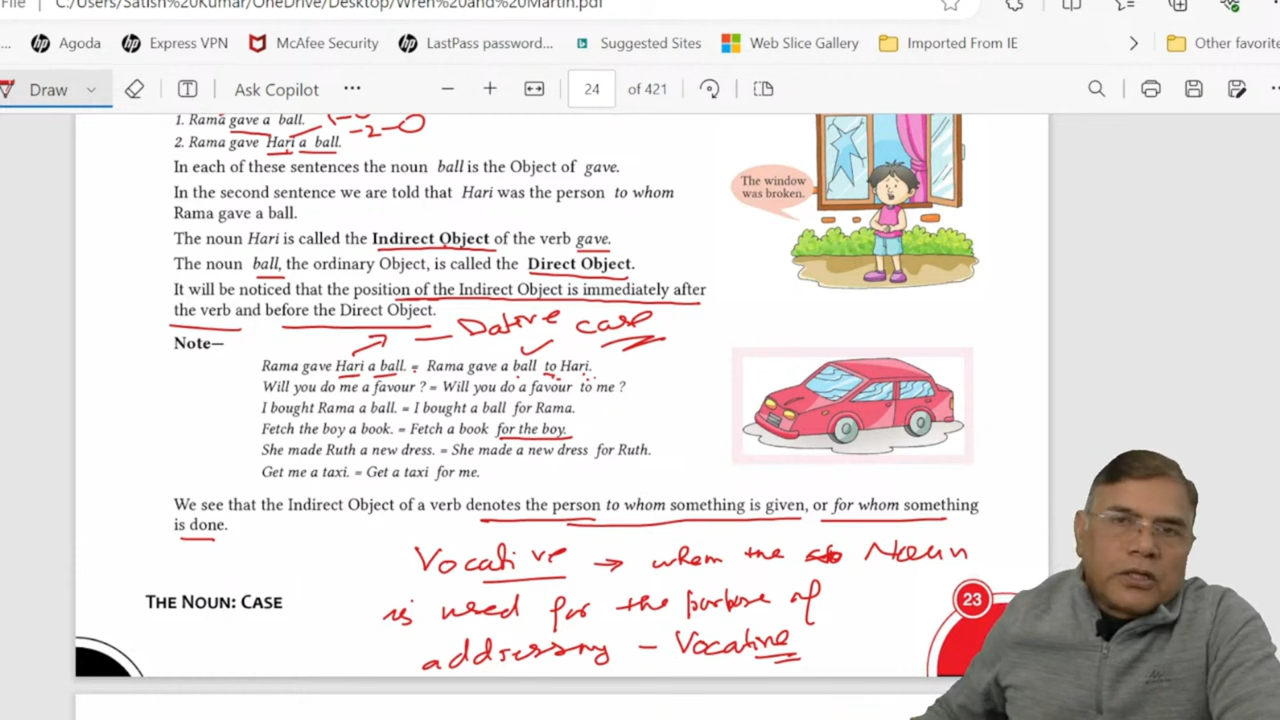 File C:/Users/Satish%20Kumar/OneDrive/Desktop/Wren%20and%20Martin.pdf
... Agoda Express VPN McAfee Security LastPass password... Suggested Sites Web Slice Gallery Imported From IE Other favorite
Draw Ask Copilot ... 24 of 421
1. Rama gave a ball.
2. Rama gave Hari a ball.
1-0
-2-0
In each of these sentences the noun ball is the Object of gave.
In the second sentence we are told that Hari was the person to whom
Rama gave a ball.
The noun Hari is called the Indirect Object of the verb gave.
The noun ball, the ordinary Object, is called the Direct Object.
It will be noticed that the position of the Indirect Object is immediately after
the verb and before the Direct Object.
The window
was broken.
– Dative case
Note—
Rama gave Hari a ball. = Rama gave a ball to Hari.
Will you do me a favour ? = Will you do a favour to me ?
I bought Rama a ball. = I bought a ball for Rama.
Fetch the boy a book. = Fetch a book for the boy.
She made Ruth a new dress. = She made a new dress for Ruth.
Get me a taxi. = Get a taxi for me.
We see that the Indirect Object of a verb denotes the person to whom something is given, or for whom something
is done.
Vocative → when the Noun
is used for the purpose of
addressing – Vocative
THE NOUN: CASE
23